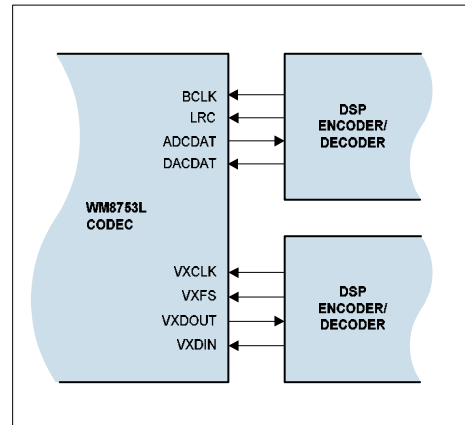 BCLK
LRC
ADCDAT
DACDAT
DSP
ENCODER/
DECODER
WM8753L
CODEC
VXCLK
VXFS
VXDOUT
VXDIN
DSP
ENCODER/
DECODER